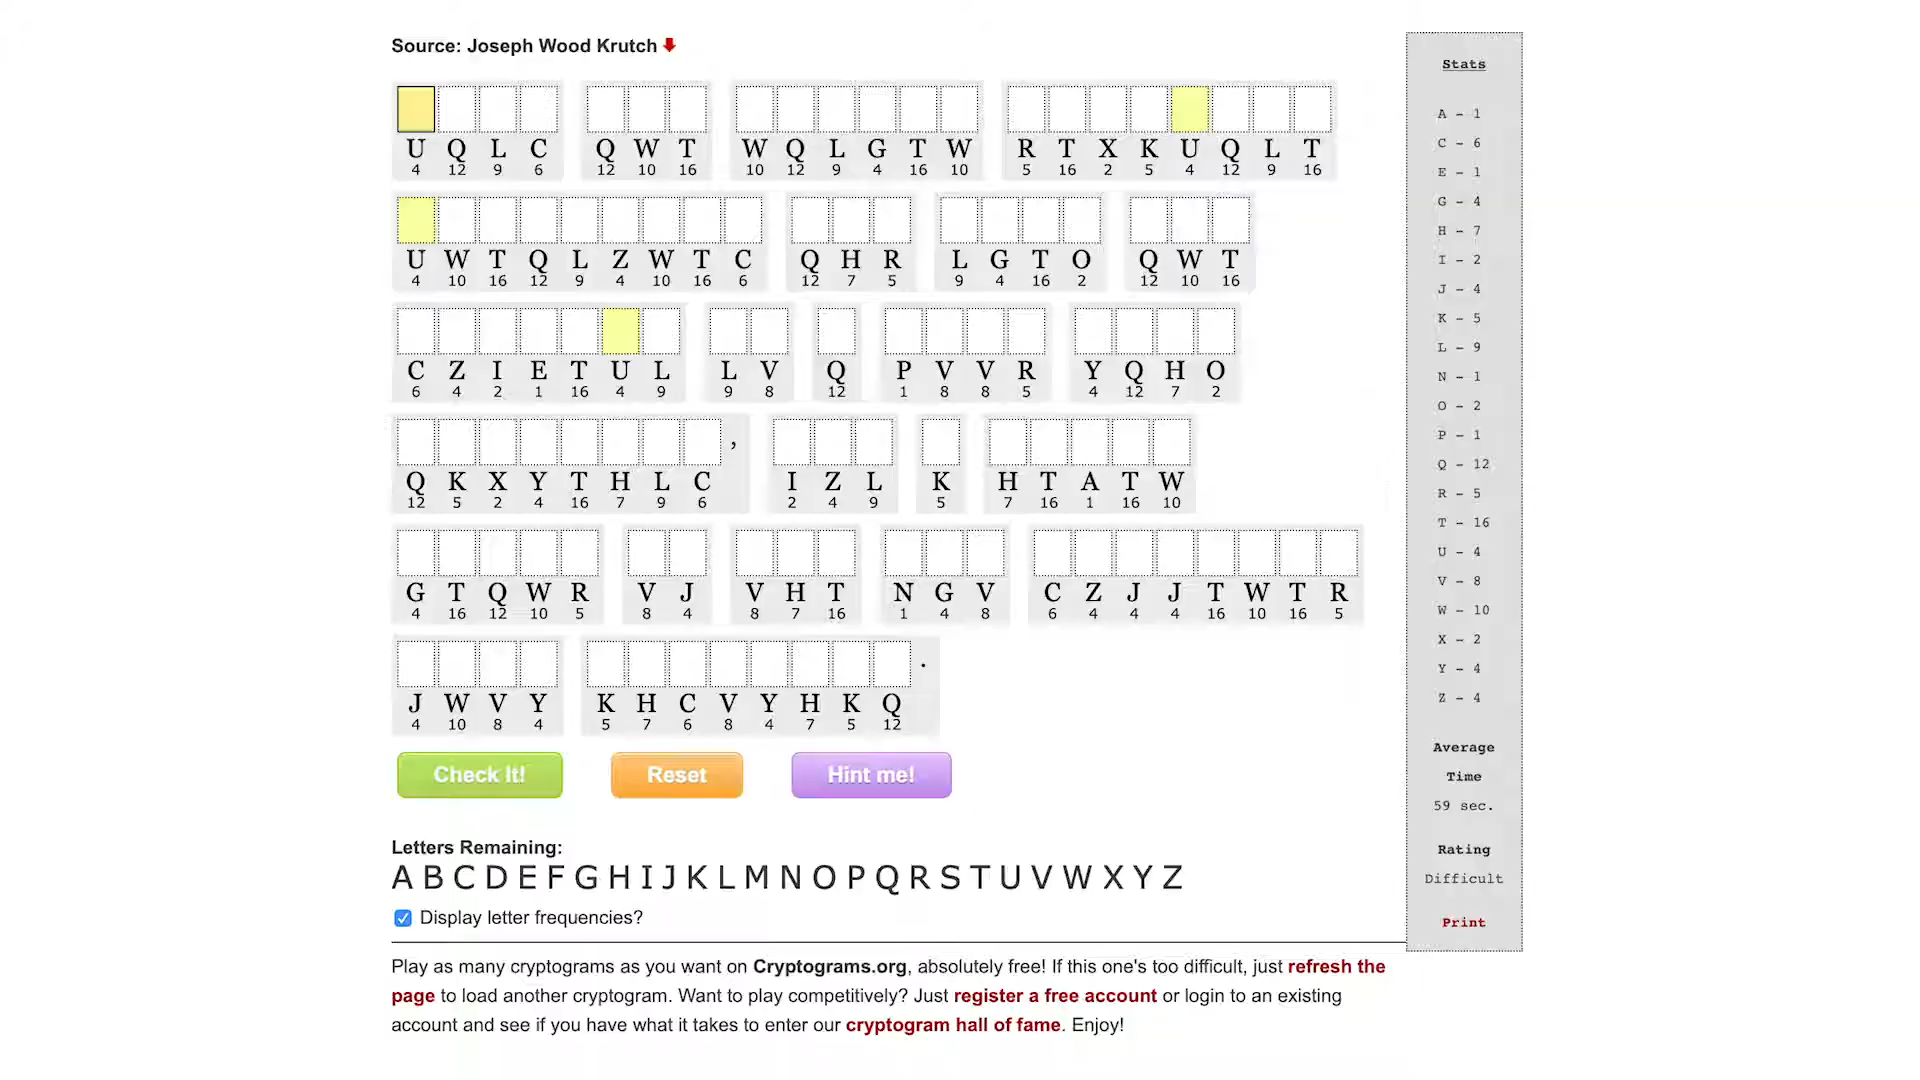 Source: Joseph Wood Krutch
U Q L C Q W T W Q L G T W R T X K U Q L T
4 12 9 6 12 10 16 10 12 9 4 16 10 5 16 2 5 4 12 9 16
U W T Q L Z W T C Q H R L G T O Q W T
4 10 16 12 9 4 10 16 6 12 7 5 9 4 16 2 12 10 16
C Z I E T U L L V Q P V V R Y Q H O
6 4 2 1 16 4 9 9 8 12 1 8 8 5 4 12 7 2
Q K X Y T H L C , I Z L K H T A T W
12 5 2 4 16 7 9 6 2 4 9 5 7 16 1 16 10
G T Q W R V J V H T N G V C Z J J T W T R
4 16 12 10 5 8 4 8 7 16 1 4 8 6 4 4 4 16 10 16 5
J W V Y K H C V Y H K Q .
4 10 8 4 5 7 6 8 4 7 5 12
Check It! Reset Hint me!
Letters Remaining:
A B C D E F G H I J K L M N O P Q R S T U V W X Y Z
Display letter frequencies?
Play as many cryptograms as you want on Cryptograms.org, absolutely free! If this one's too difficult, just refresh the
page to load another cryptogram. Want to play competitively? Just register a free account or login to an existing
account and see if you have what it takes to enter our cryptogram hall of fame. Enjoy!
Stats
A - 1
C - 6
E - 1
G - 4
H - 7
I - 2
J - 4
K - 5
L - 9
N - 1
O - 2
P - 1
Q - 12
R - 5
T - 16
U - 4
V - 8
W - 10
X - 2
Y - 4
Z - 4
Average
Time
59 sec.
Rating
Difficult
Print